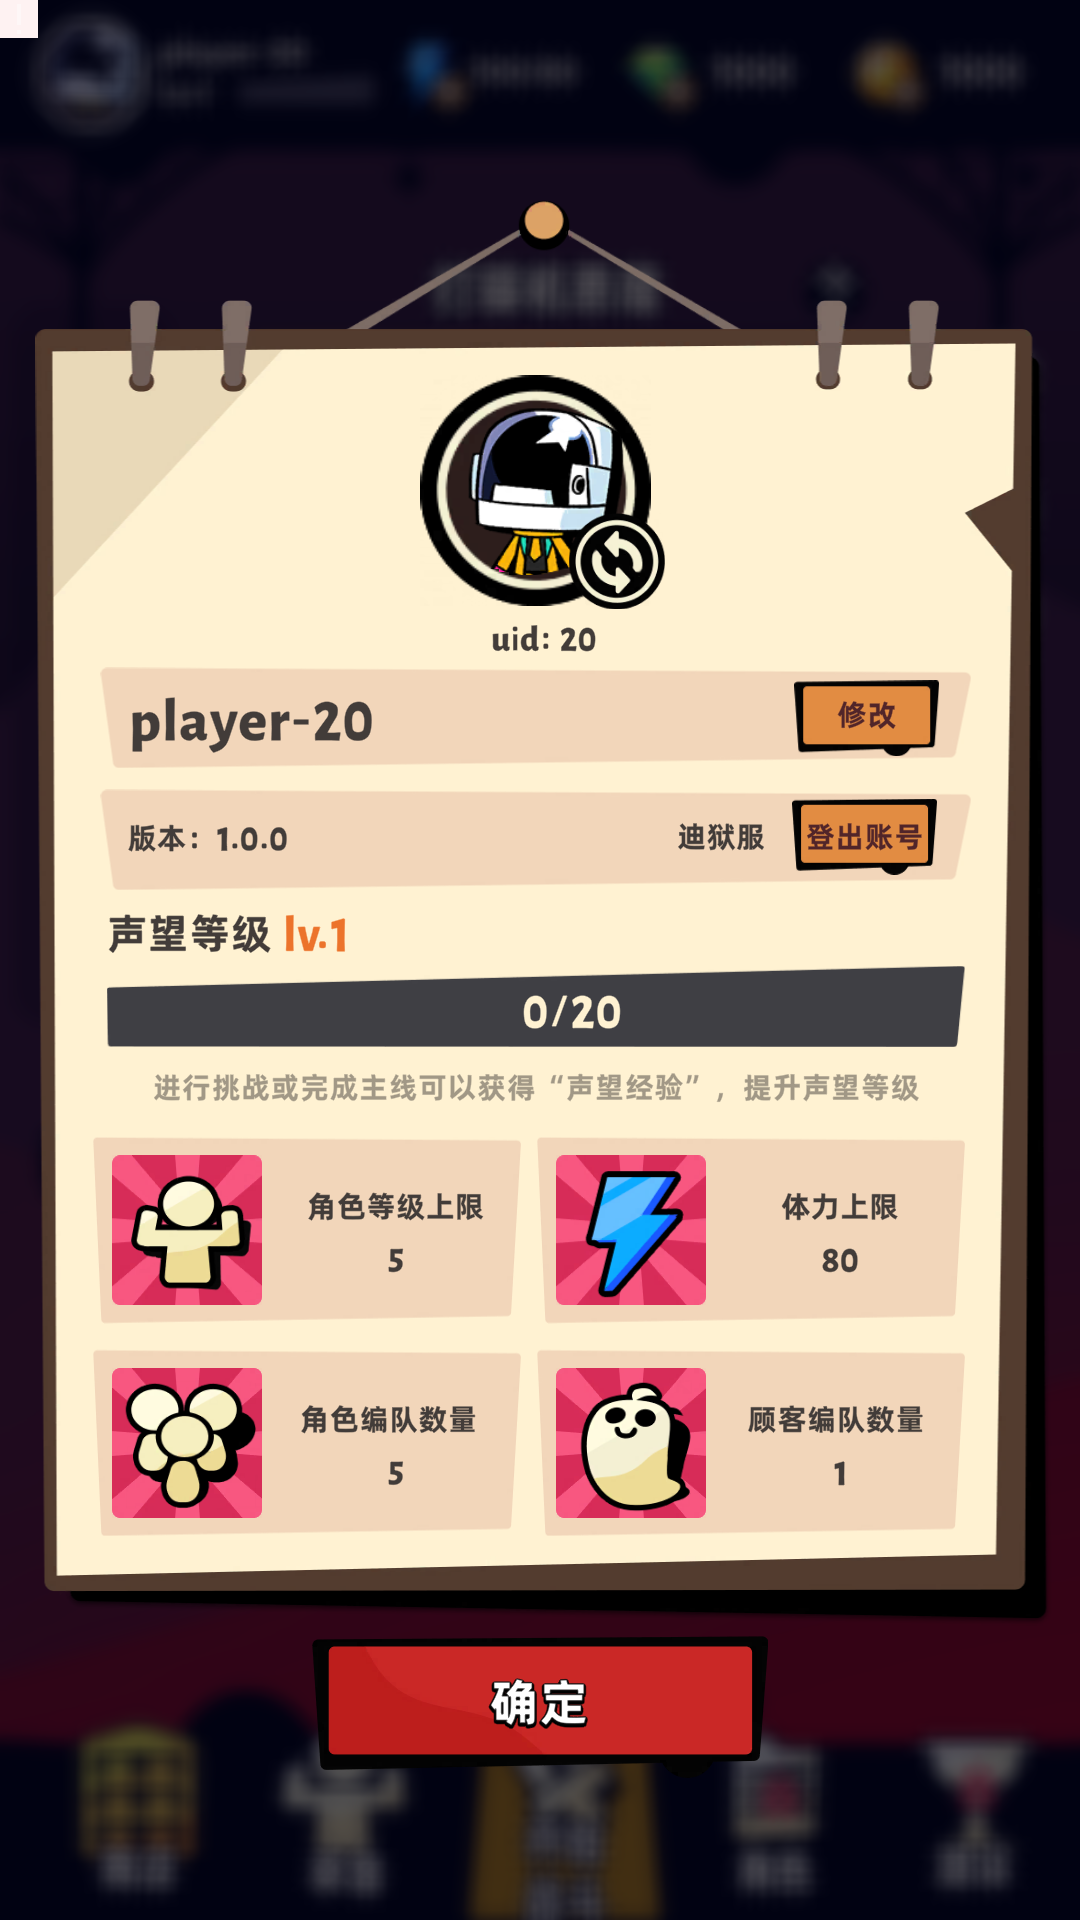 uid: 20
player-20
修改
版本：1.0.0
迪狱服
登出账号
声望等级 lv.1
0/20
进行挑战或完成主线可以获得“声望经验”，提升声望等级
角色等级上限
5
体力上限
80
角色编队数量
5
顾客编队数量
1
确定